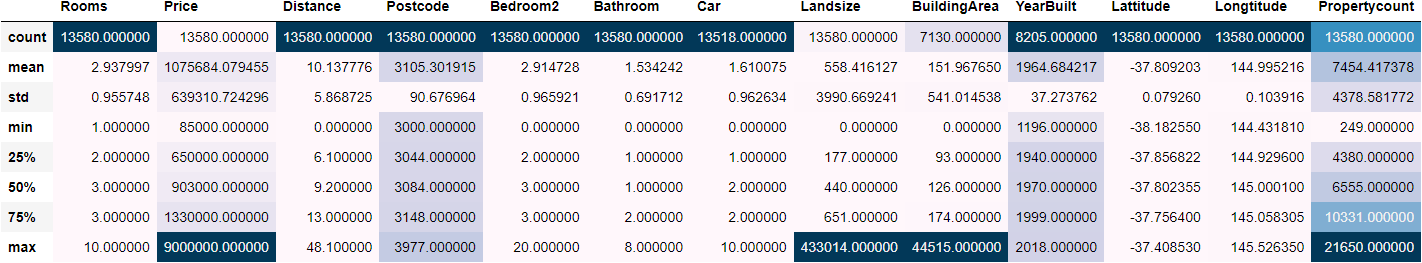 Rooms Price Distance Postcode Bedroom2 Bathroom Car Landsize BuildingArea YearBuilt Lattitude Longtitude Propertycount
count 13580.000000 13580.000000 13580.000000 13580.000000 13580.000000 13580.000000 13518.000000 13580.000000 7130.000000 8205.000000 13580.000000 13580.000000 13580.000000
mean 2.937997 1075684.079455 10.137776 3105.301915 2.914728 1.534242 1.610075 558.416127 151.967650 1964.684217 -37.809203 144.995216 7454.417378
std 0.955748 639310.724296 5.868725 90.676964 0.965921 0.691712 0.962634 3990.669241 541.014538 37.273762 0.079260 0.103916 4378.581772
min 1.000000 85000.000000 0.000000 3000.000000 0.000000 0.000000 0.000000 0.000000 0.000000 1196.000000 -38.182550 144.431810 249.000000
25% 2.000000 650000.000000 6.100000 3044.000000 2.000000 1.000000 1.000000 177.000000 93.000000 1940.000000 -37.856822 144.929600 4380.000000
50% 3.000000 903000.000000 9.200000 3084.000000 3.000000 1.000000 2.000000 440.000000 126.000000 1970.000000 -37.802355 145.000100 6555.000000
75% 3.000000 1330000.000000 13.000000 3148.000000 3.000000 2.000000 2.000000 651.000000 174.000000 1999.000000 -37.756400 145.058305 10331.000000
max 10.000000 9000000.000000 48.100000 3977.000000 20.000000 8.000000 10.000000 433014.000000 44515.000000 2018.000000 -37.408530 145.526350 21650.000000